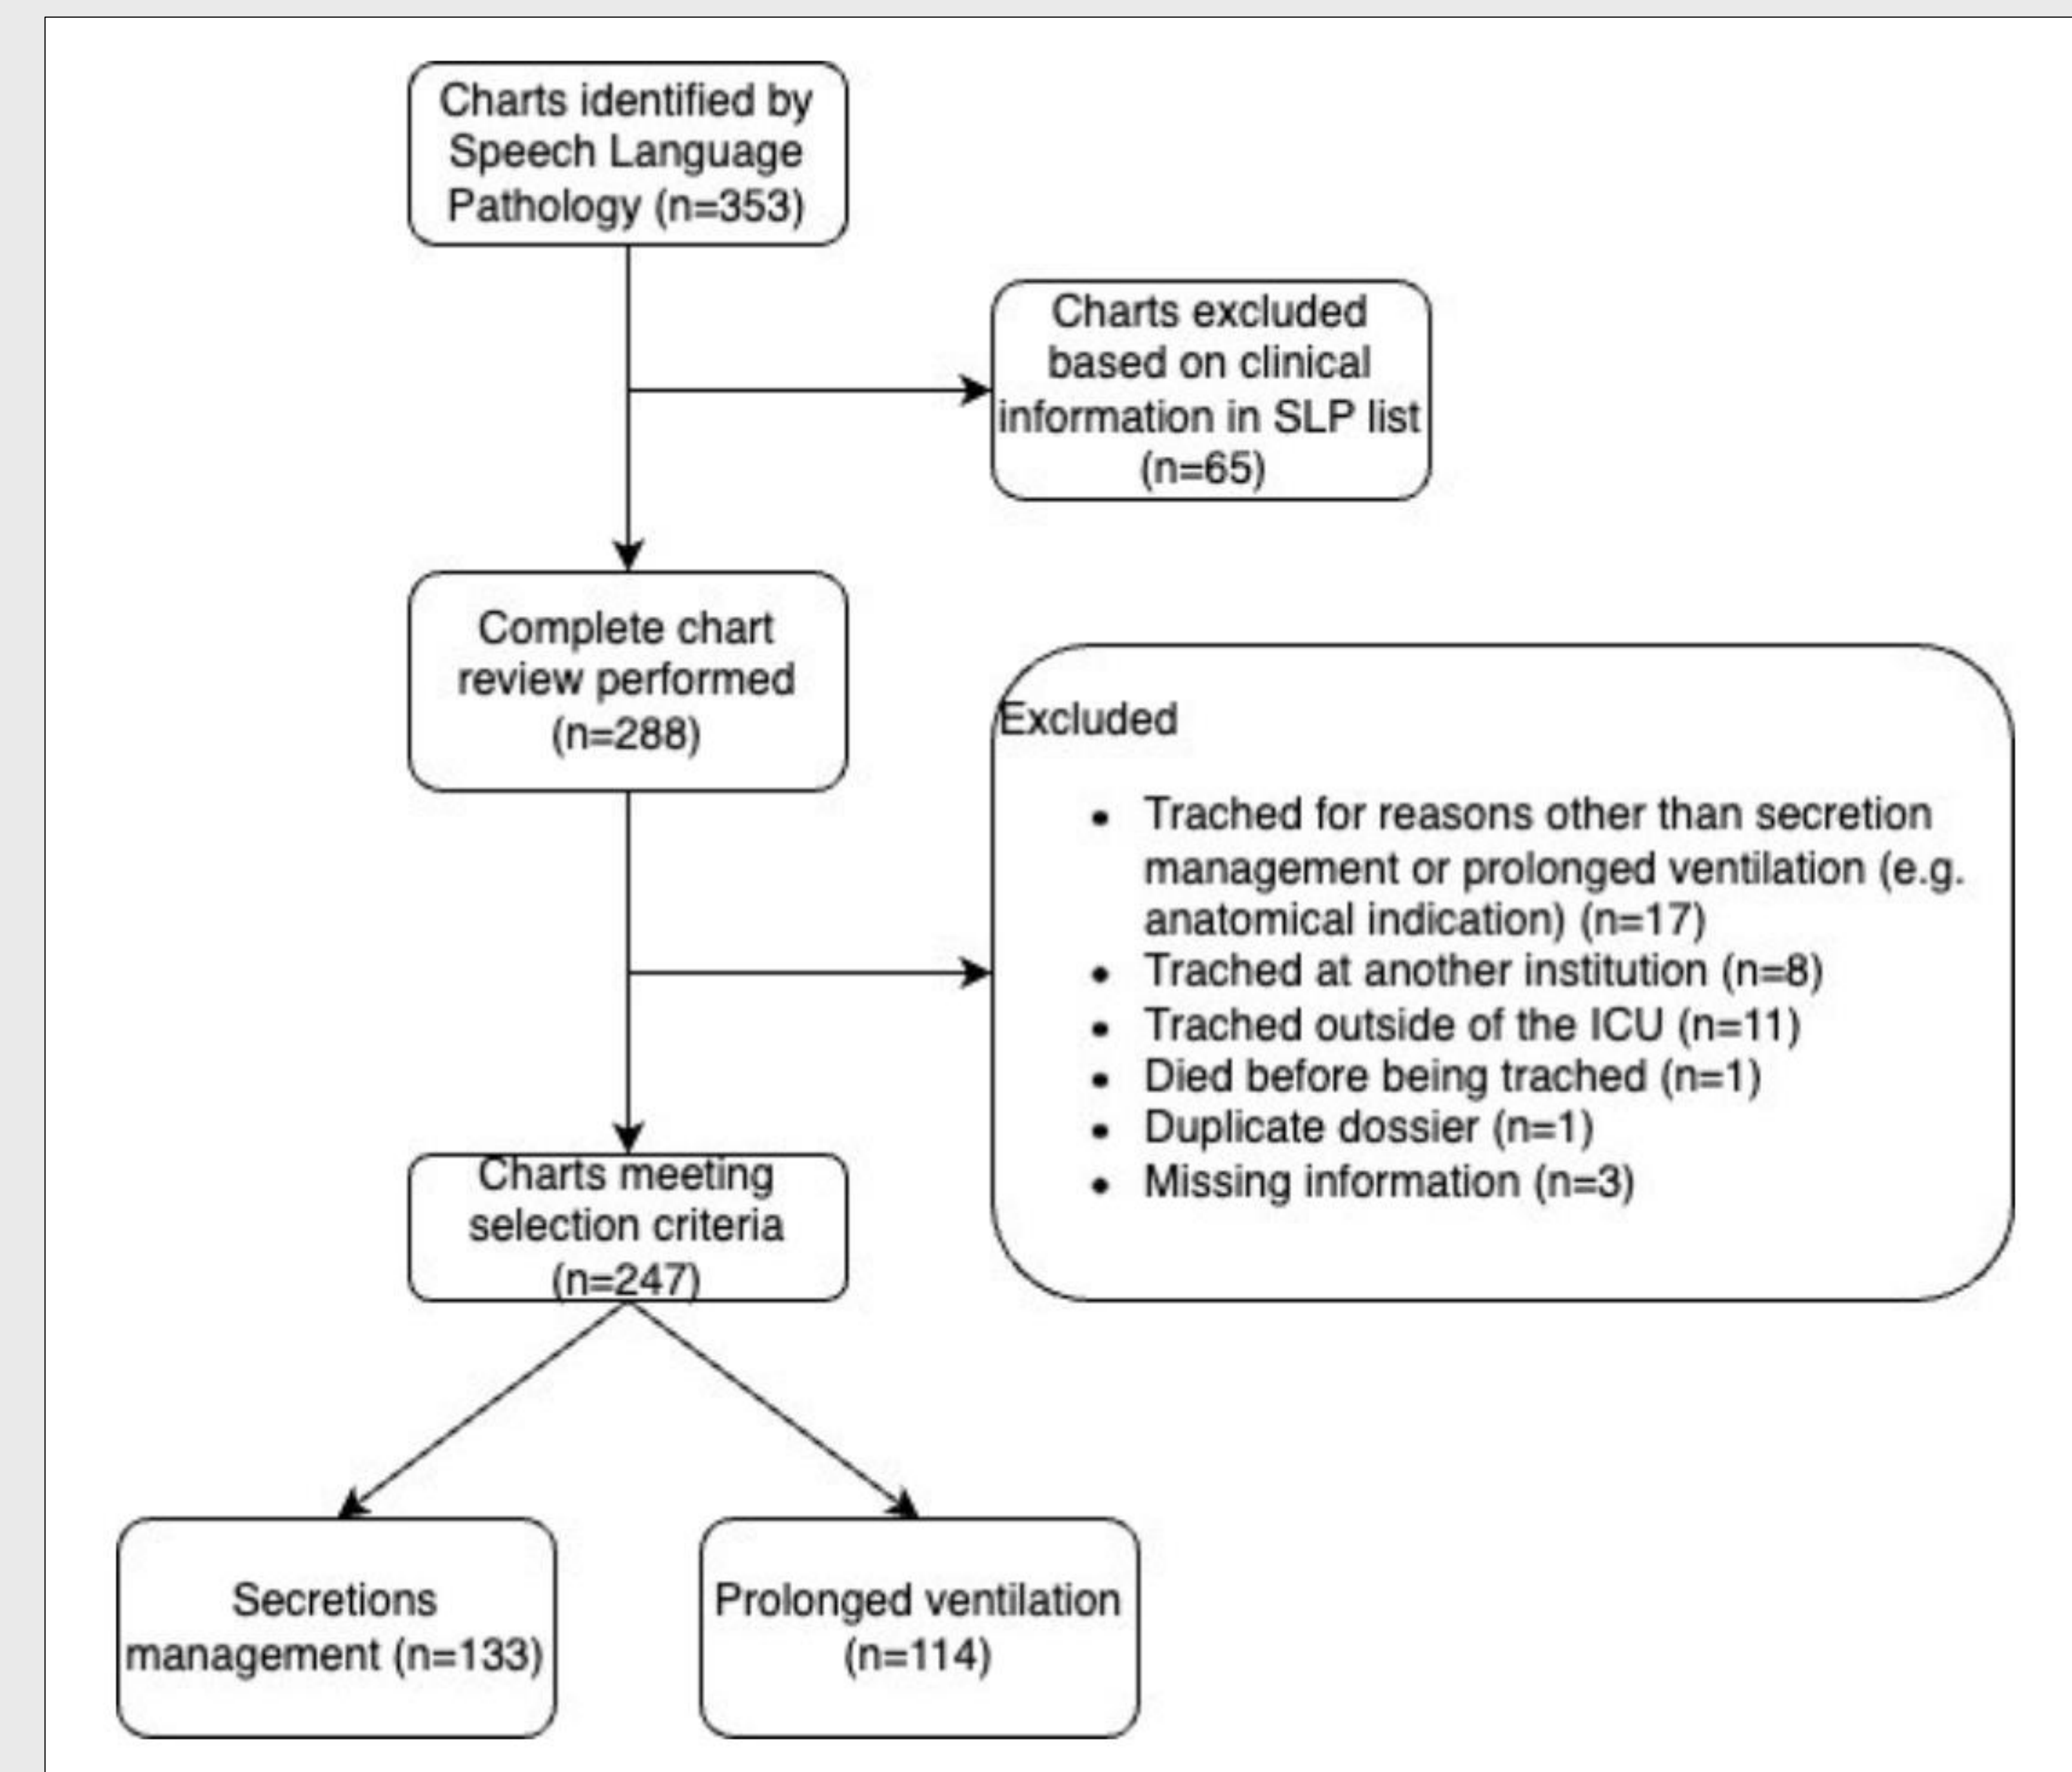 Charts identified by
Speech Language
Pathology (n=353)
Charts excluded
based on clinical
information in SLP list
(n=65)
Complete chart
review performed
(n=288)
Excluded
• Trached for reasons other than secretion
management or prolonged ventilation (e.g.
anatomical indication) (n=17)
• Trached at another institution (n=8)
• Trached outside of the ICU (n=11)
• Died before being trached (n=1)
• Duplicate dossier (n=1)
• Missing information (n=3)
Charts meeting
selection criteria
(n=247)
Secretions
management (n=133)
Prolonged ventilation
(n=114)